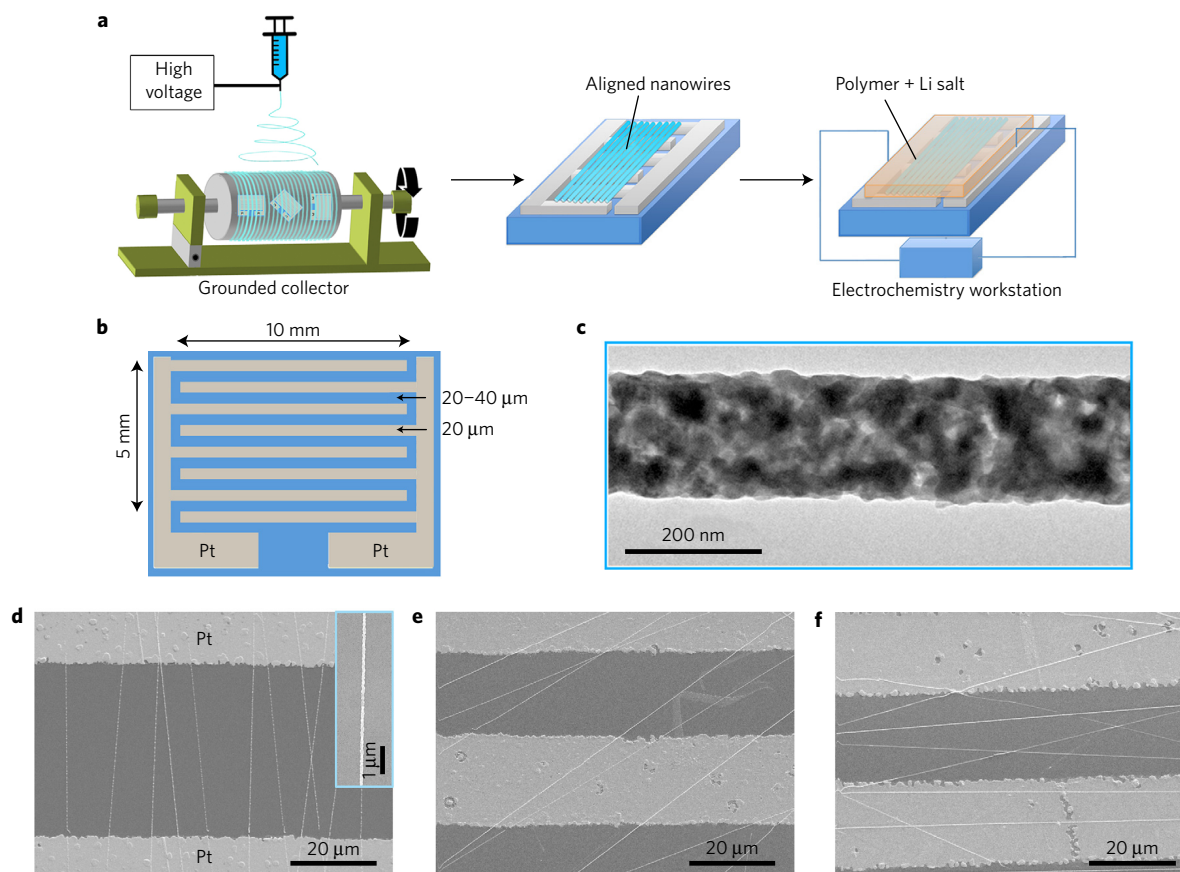 a
High
voltage
Grounded collector
Aligned nanowires
Polymer + Li salt
Electrochemistry workstation
b
10 mm
5 mm
20–40 μm
20 μm
Pt
Pt
c
200 nm
d
Pt
1 μm
Pt
20 μm
e
20 μm
f
20 μm